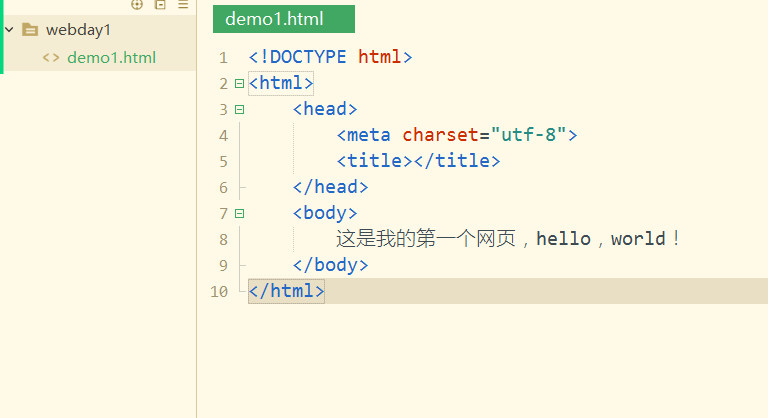 webday1
demo1.html
demo1.html
1 <!DOCTYPE html>
2 <html>
3 <head>
4 <meta charset="utf-8">
5 <title></title>
6 </head>
7 <body>
8 这是我的第一个网页，hello，world！
9 </body>
10 </html>